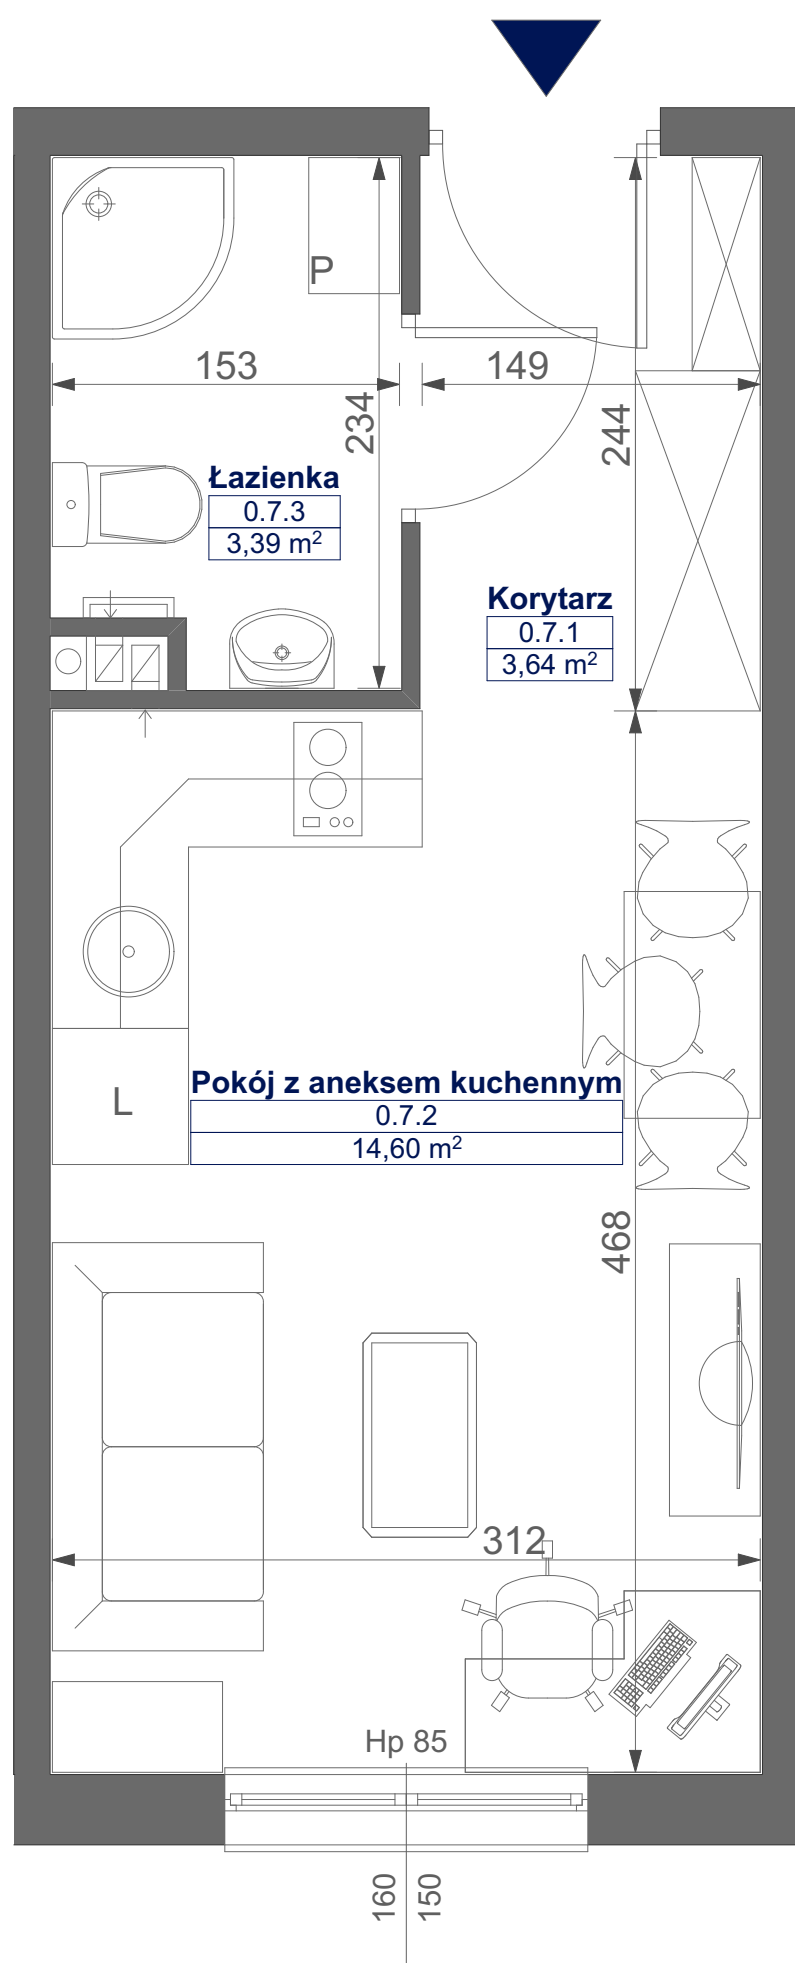 P
153
149
234
244
Łazienka
0.7.3
3,39 m²
Korytarz
0.7.1
3,64 m²
Pokój z aneksem kuchennym
0.7.2
14,60 m²
L
468
312
Hp 85
160
150